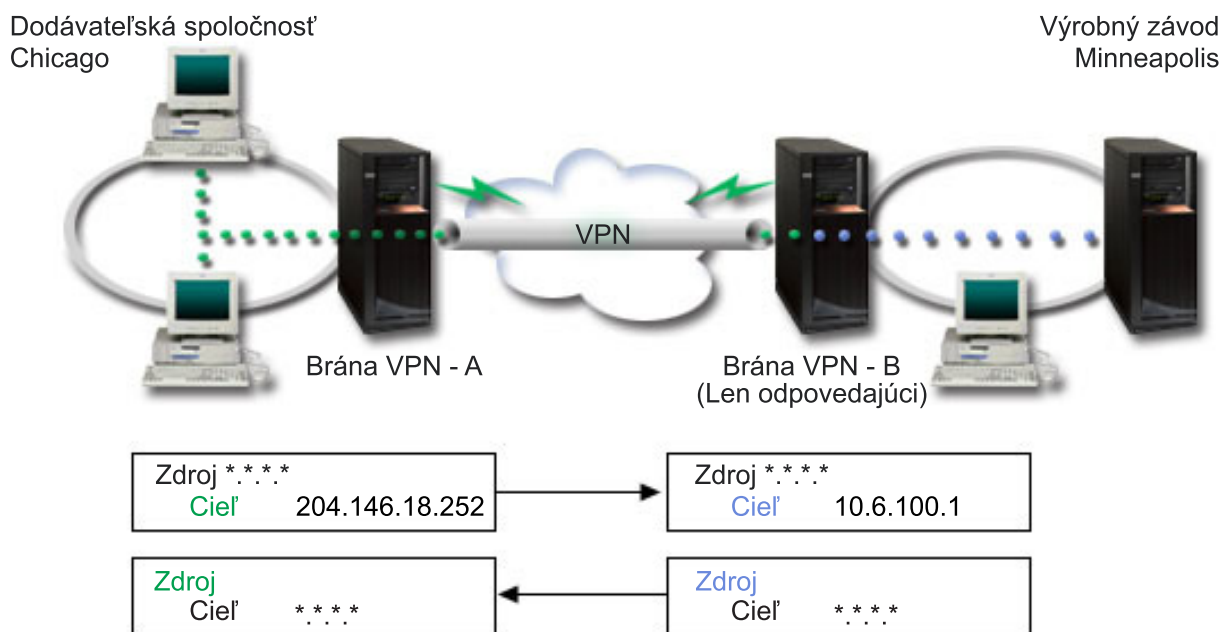 Dodávateľská spoločnosť
Chicago
Výrobný závod
Minneapolis
VPN
Brána VPN - A
Brána VPN - B
(Len odpovedajúci)
Zdroj *.*.*.*
Cieľ 204.146.18.252
Zdroj *.*.*.*
Cieľ 10.6.100.1
Zdroj
Cieľ *.*.*.*
Zdroj
Cieľ *.*.*.*